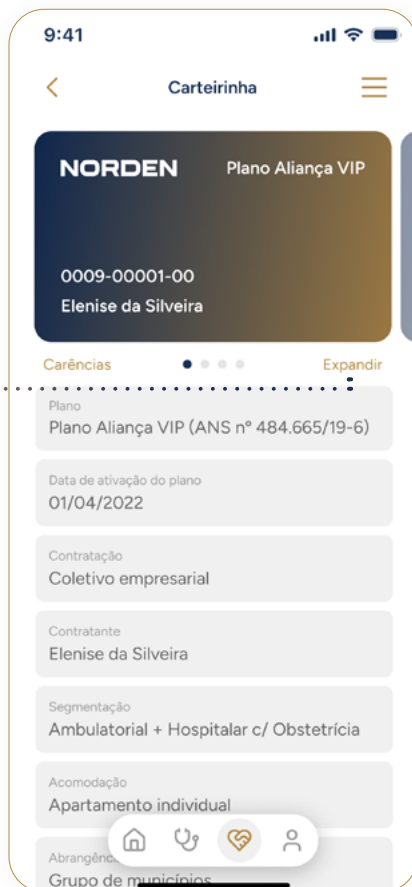 9:41
Carteirinha
NORDEN
Plano Aliança VIP
0009-00001-00
Elenise da Silveira
Carências
Expandir
Plano
Plano Aliança VIP (ANS nº 484.665/19-6)
Data de ativação do plano
01/04/2022
Contratação
Coletivo empresarial
Contratante
Elenise da Silveira
Segmentação
Ambulatorial + Hospitalar c/ Obstetrícia
Acomodação
Apartamento individual
Grupo de municípios